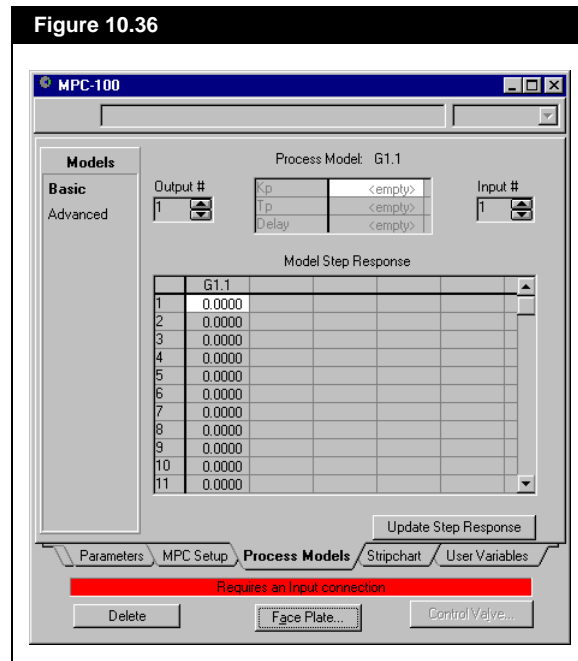 Figure 10.36
MPC-100
Models
Basic
Advanced
Process Model: G1.1
Output #
1
Kp <empty>
Tp <empty>
Delay <empty>
Input #
1
Model Step Response
G1.1
1 0.0000
2 0.0000
3 0.0000
4 0.0000
5 0.0000
6 0.0000
7 0.0000
8 0.0000
9 0.0000
10 0.0000
11 0.0000
Update Step Response
Parameters MPC Setup Process Models Stripchart User Variables
Requires an Input connection
Delete Face Plate... Control Valve...